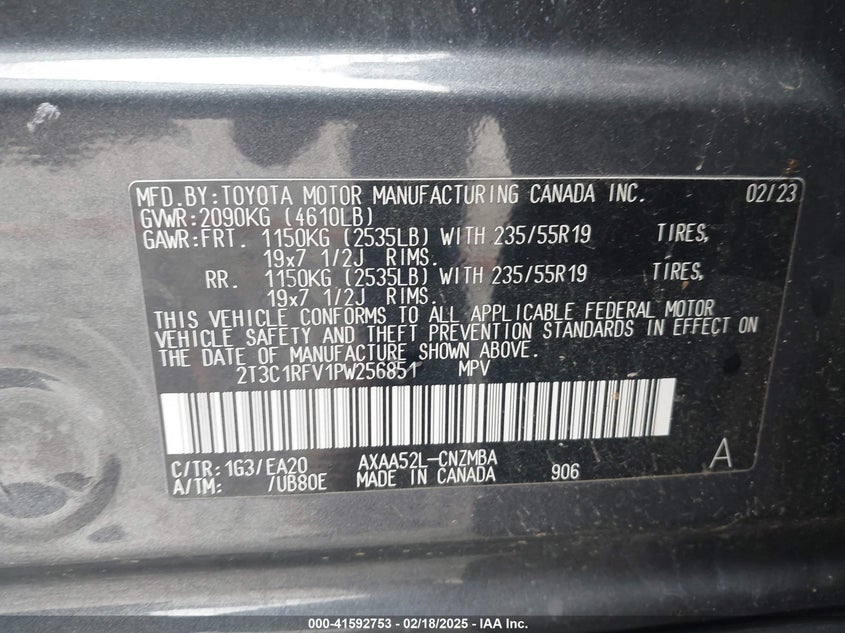 MFD.BY:TOYOTA MOTOR MANUFACTURING CANADA INC. 02/23
GVWR:2090KG (4610LB)
GAWR:FRT. 1150KG (2535LB) WITH 235/55R19 TIRES,
19x7 1/2J RIMS.
RR. 1150KG (2535LB) WITH 235/55R19 TIRES,
19x7 1/2J RIMS.
THIS VEHICLE CONFORMS TO ALL APPLICABLE FEDERAL MOTOR
VEHICLE SAFETY AND THEFT PREVENTION STANDARDS IN EFFECT ON
THE DATE OF MANUFACTURE SHOWN ABOVE.
2T3C1RFV1PW256851 MPV
C/TR: 1G3/EA20 AXAA52L-CNZMBA A
A/TM: /UB80E MADE IN CANADA 906
000-41592753 - 02/18/2025 - IAA Inc.